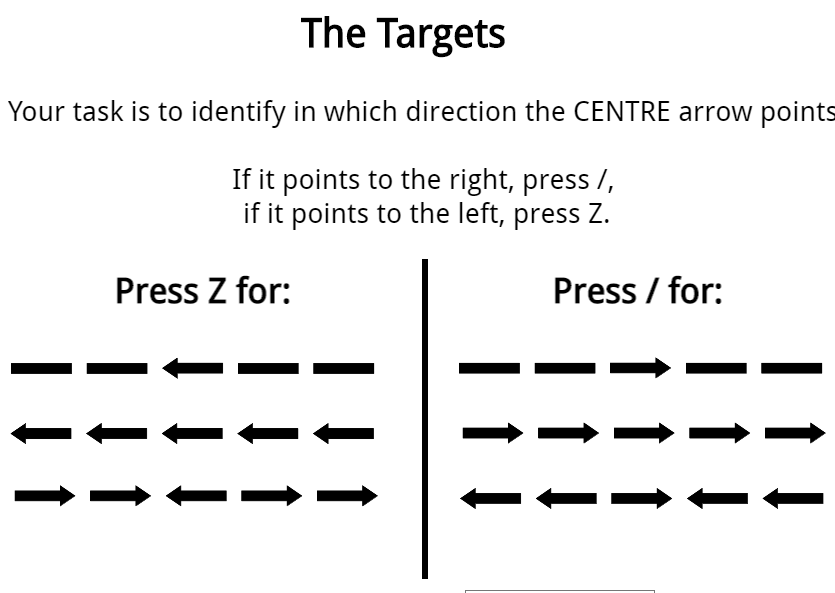 The Targets
Your task is to identify in which direction the CENTRE arrow points
If it points to the right, press /,
if it points to the left, press Z.
Press Z for:
Press / for: